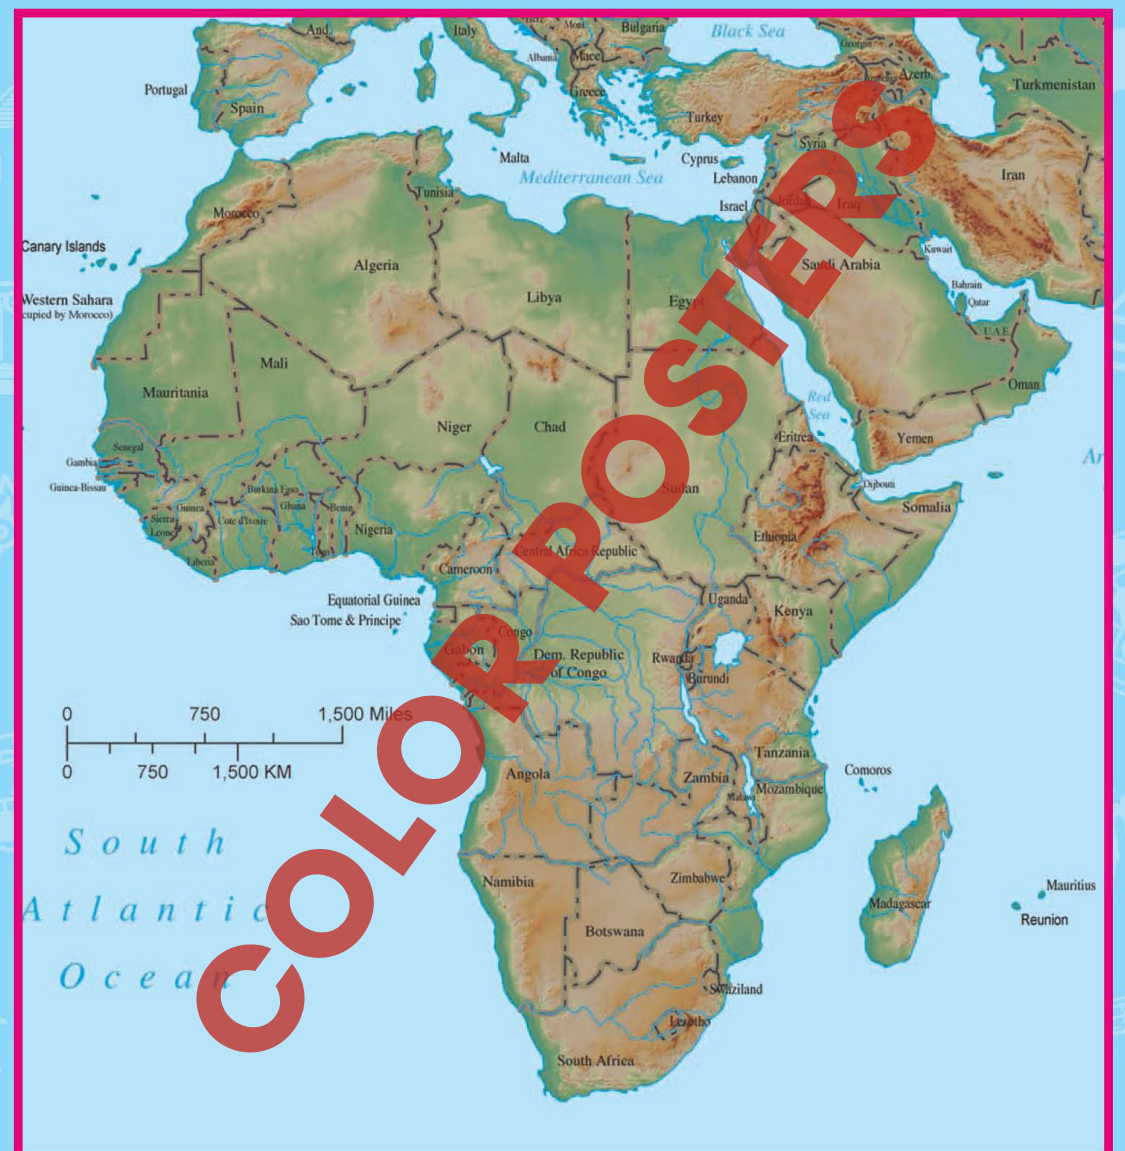 And.
Italy
Herz
Mont.
Bulgaria
Black Sea
Georgia
Albania
Mace
Azerb.
Turkmenistan
Portugal
Spain
Greece
Turkey
Syria
Malta
Cyprus
Mediterranean Sea
Lebanon
Iran
Tunisia
Israel
Jordan
Iraq
Morocco
Canary Islands
Kuwait
Algeria
Saudi Arabia
Western Sahara
cupied by Morocco)
Libya
Egypt
Bahrain
Qatar
U.A.E.
Mali
Mauritania
Oman
Red
Sea
Niger
Chad
Eritrea
Yemen
Senegal
Ar
Gambia
Guinea-Bissau
Burkina Faso
Sudan
Djibouti
Guinea
Ghana
Benin
Somalia
Sierra
Leone
Cote d'Ivoire
Nigeria
Ethiopia
Liberia
Togo
Central Africa Republic
Cameroon
Equatorial Guinea
Uganda
Kenya
Sao Tome & Principe
Congo
Gabon
Dem. Republic
of Congo
Rwanda
Burundi
0 750 1,500 Miles
0 750 1,500 KM
Tanzania
Angola
Zambia
Comoros
Malawi
Mozambique
South
Atlantic
Ocean
Namibia
Zimbabwe
Mauritius
Madagascar
Reunion
Botswana
Swaziland
Lesotho
South Africa
COLOR POSTERS